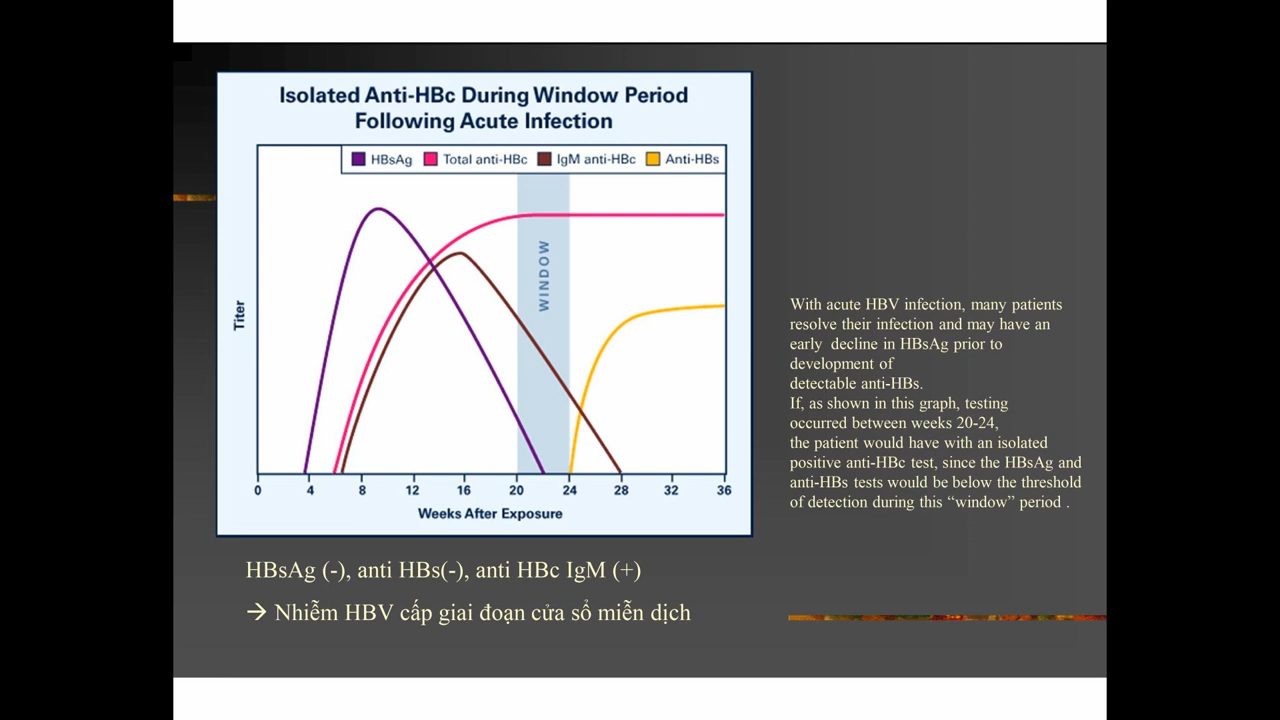 Isolated Anti-HBc During Window Period
Following Acute Infection
HBsAg Total anti-HBc IgM anti-HBc Anti-HBs
WINDOW
Titer
0 4 8 12 16 20 24 28 32 36
Weeks After Exposure
With acute HBV infection, many patients
resolve their infection and may have an
early decline in HBsAg prior to
development of
detectable anti-HBs.
If, as shown in this graph, testing
occurred between weeks 20-24,
the patient would have with an isolated
positive anti-HBc test, since the HBsAg and
anti-HBs tests would be below the threshold
of detection during this “window” period .
HBsAg (-), anti HBs(-), anti HBc IgM (+)
→ Nhiễm HBV cấp giai đoạn cửa sổ miễn dịch